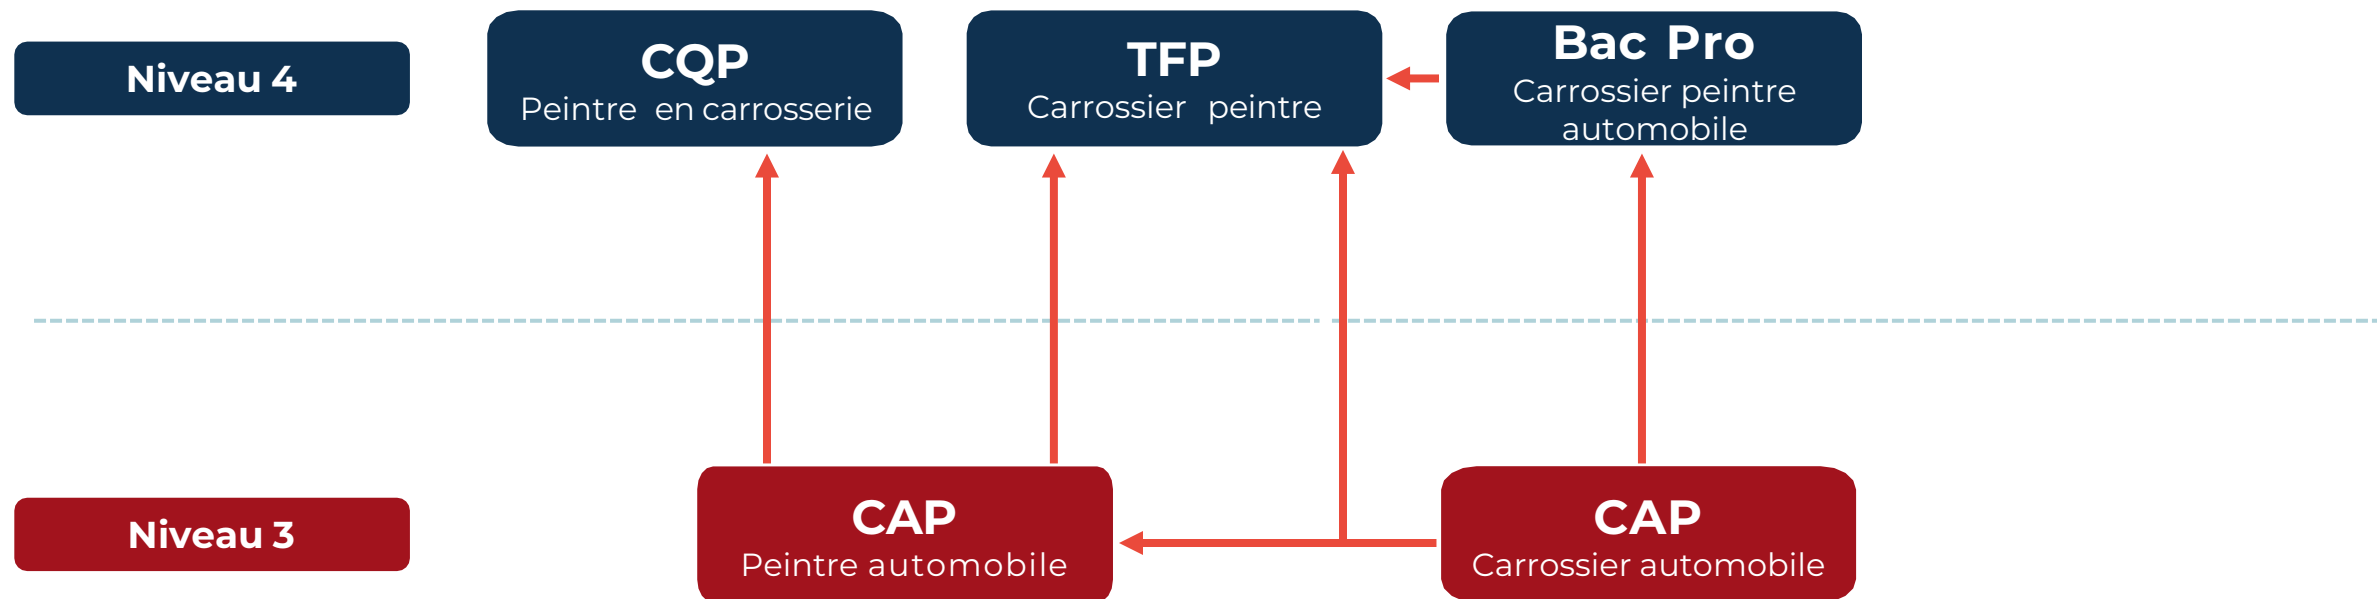 Niveau 4
CQP
Peintre en carrosserie
TFP
Carrossier peintre
Bac Pro
Carrossier peintre
automobile
Niveau 3
CAP
Peintre automobile
CAP
Carrossier automobile